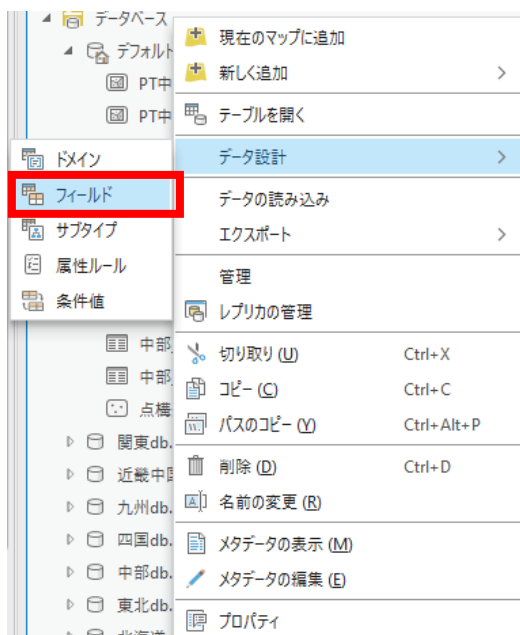 データベース
デフォルト
PT中
PT中
現在のマップに追加
新しく追加
テーブルを開く
データ設計
データの読み込み
エクスポート
管理
レプリカの管理
切り取り (U) Ctrl+X
コピー (C) Ctrl+C
パスのコピー (Y) Ctrl+Alt+P
削除 (D) Ctrl+D
名前の変更 (R)
メタデータの表示 (M)
メタデータの編集 (E)
プロパティ
ドメイン
フィールド
サブタイプ
属性ルール
条件値
中部
中部
点構
関東db.
近畿中国
九州db.
四国db.
中部db.
東北db.